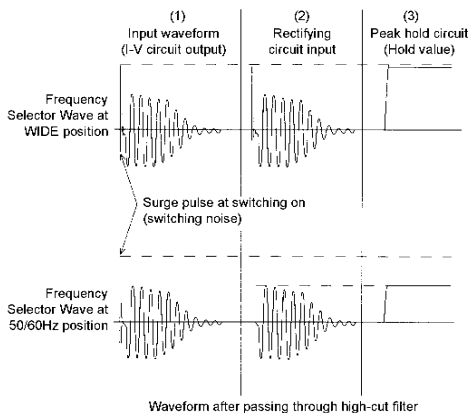 (1)
Input waveform
(I-V circuit output)
(2)
Rectifying
circuit input
(3)
Peak hold circuit
(Hold value)
Frequency
Selector Wave at
WIDE position
Surge pulse at switching on
(switching noise)
Frequency
Selector Wave at
50/60Hz position
Waveform after passing through high-cut filter